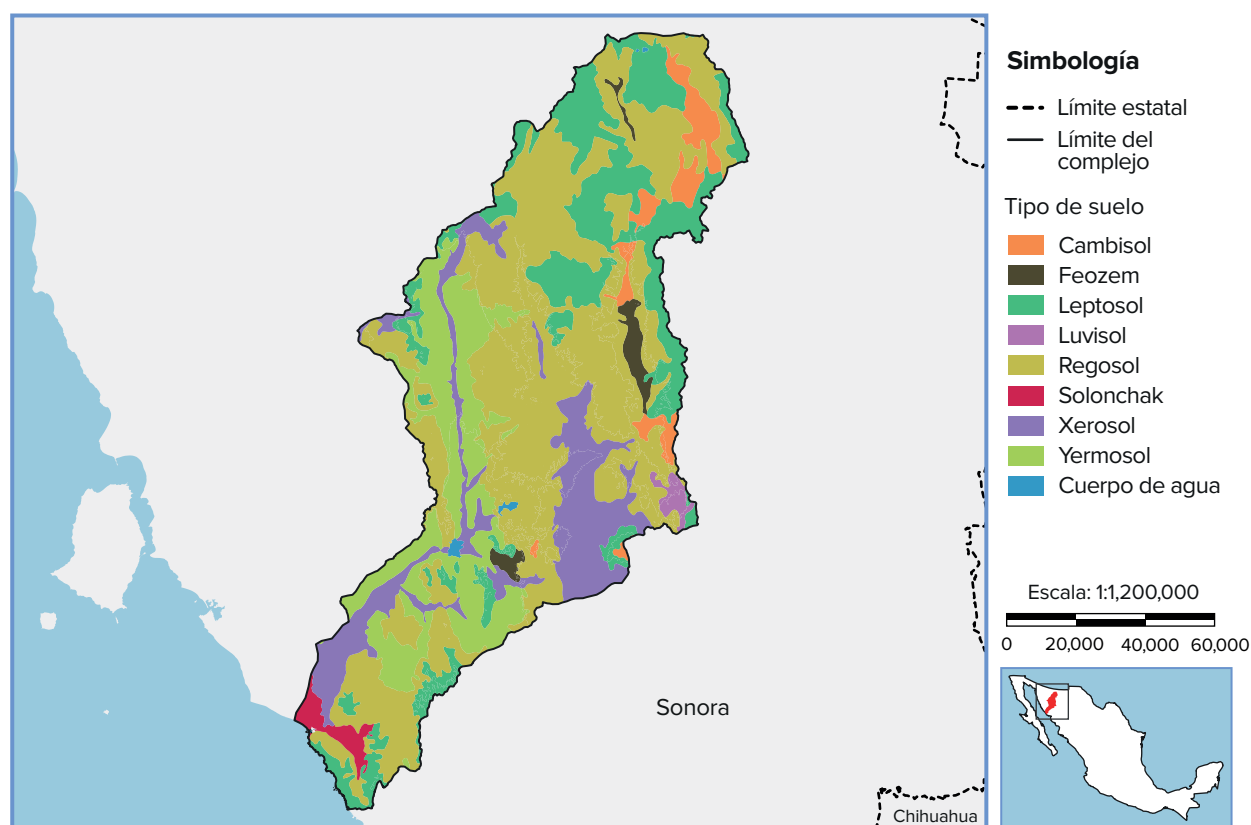 Simbología
Límite estatal
Límite del
complejo
Tipo de suelo
Cambisol
Feozem
Leptosol
Luvisol
Regosol
Solonchak
Xerosol
Yermosol
Cuerpo de agua
Escala: 1:1,200,000
0 20,000 40,000 60,000
Sonora
Chihuahua